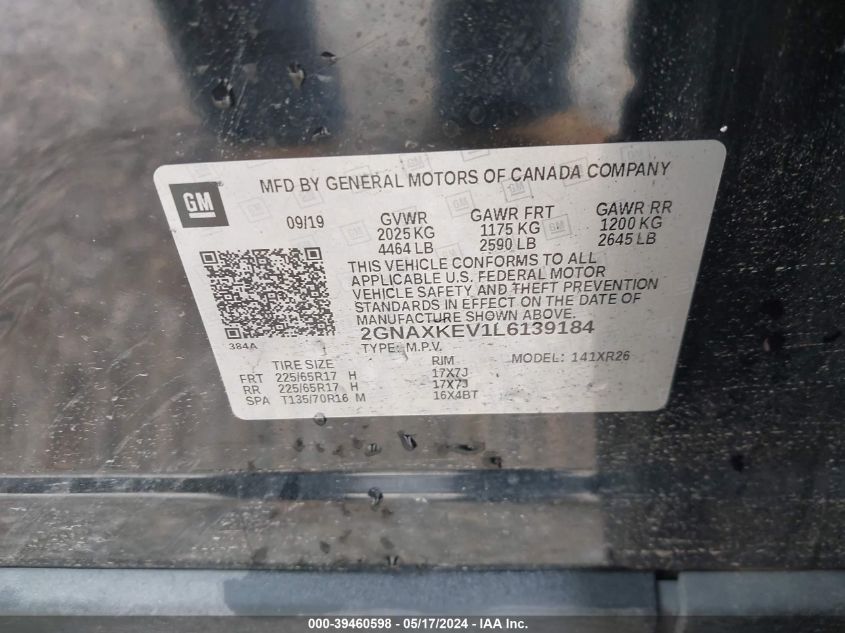 GM
MFD BY GENERAL MOTORS OF CANADA COMPANY
09/19 GVWR GAWR FRT GAWR RR
2025 KG 1175 KG 1200 KG
4464 LB 2590 LB 2645 LB
THIS VEHICLE CONFORMS TO ALL
APPLICABLE U.S. FEDERAL MOTOR
VEHICLE SAFETY AND THEFT PREVENTION
STANDARDS IN EFFECT ON THE DATE OF
MANUFACTURE SHOWN ABOVE.
384A 2GNAXKEV1L6139184
TYPE: M.P.V. MODEL: 141XR26
TIRE SIZE RIM
FRT 225/65R17 H 17X7J
RR 225/65R17 H 17X7J
SPA T135/70R16 M 16X4BT
000-39460598 - 05/17/2024 - COPYRIGHT IAA, Inc.